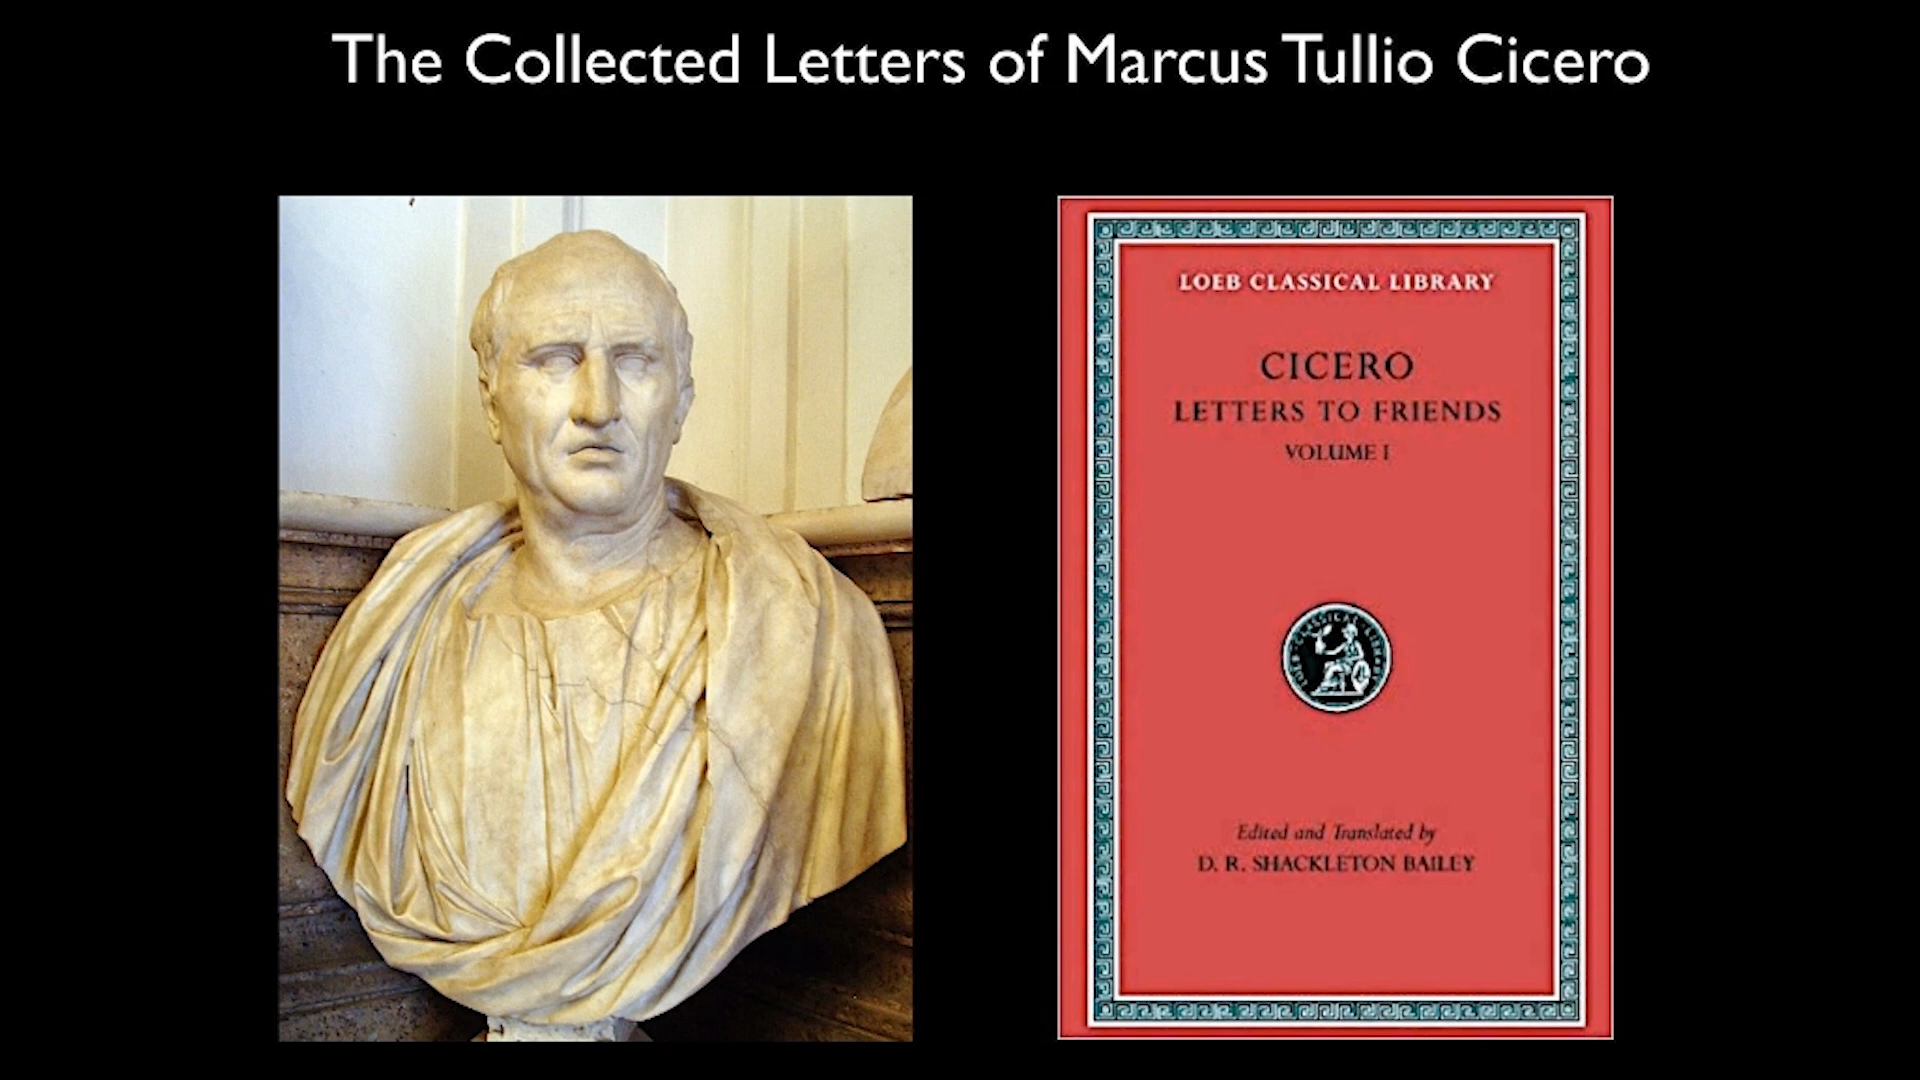 The Collected Letters of Marcus Tullio Cicero
LOEB CLASSICAL LIBRARY
CICERO
LETTERS TO FRIENDS
VOLUME I
Edited and Translated by
D. R. SHACKLETON BAILEY